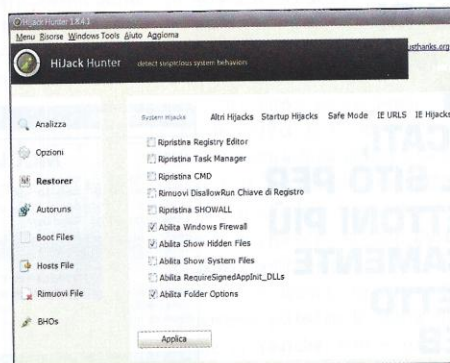 HiJack Hunter 1.8.4.1
Menu Risorse Windows Tools Aiuto Aggiorna
usthanks.org
HiJack Hunter detect suspicious system behaviors
System Hijacks Altri Hijacks Startup Hijacks Safe Mode IE URLS IE Hijacks
Analizza
Opzioni
Restorer
Autoruns
Boot Files
Hosts File
Rimuovi File
BHOs
Ripristina Registry Editor
Ripristina Task Manager
Ripristina CMD
Rimuovi DisallowRun Chiave di Registro
Ripristina SHOWALL
Abilita Windows Firewall
Abilita Show Hidden Files
Abilita Show System Files
Abilita RequireSignedAppInit_DLLs
Abilita Folder Options
Applica